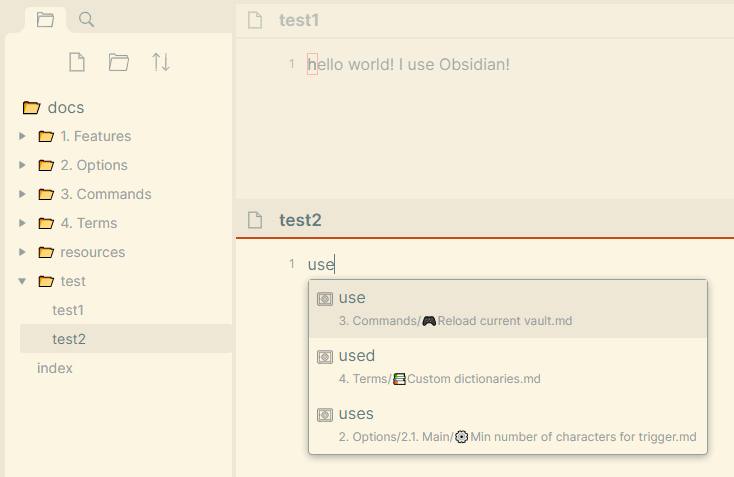 docs
1. Features
2. Options
3. Commands
4. Terms
resources
test
test1
test2
index
test1
1 hello world! I use Obsidian!
test2
1 use
use
3. Commands/🎮Reload current vault.md
used
4. Terms/📚Custom dictionaries.md
uses
2. Options/2.1. Main/⚙Min number of characters for trigger.md